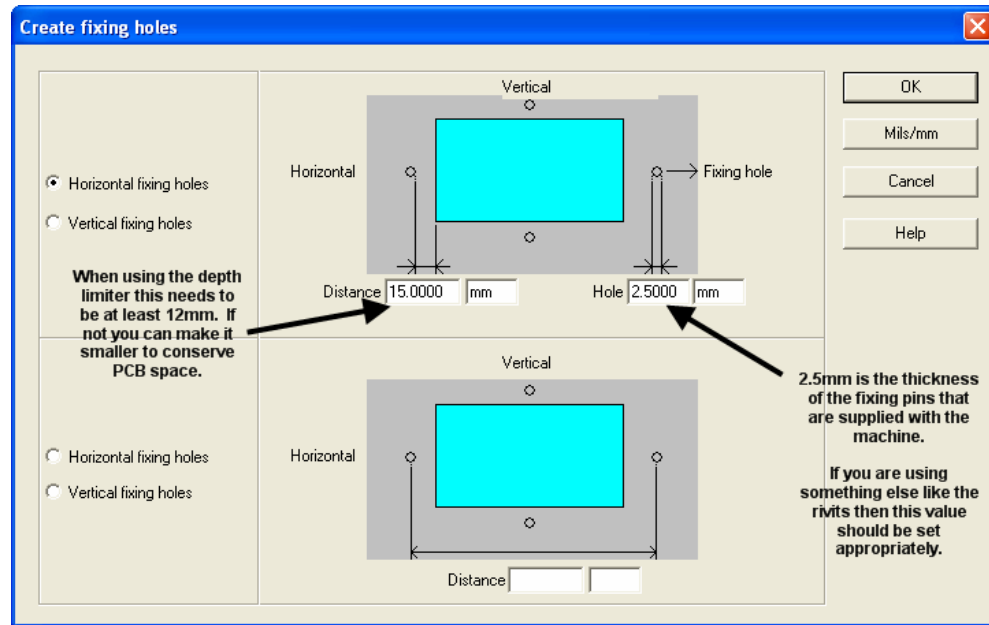 Create fixing holes
Horizontal fixing holes
Vertical fixing holes
When using the depth
limiter this needs to
be at least 12mm. If
not you can make it
smaller to conserve
PCB space.
Vertical
Horizontal
Fixing hole
Distance 15.0000 mm
Hole 2.5000 mm
OK
Mils/mm
Cancel
Help
Horizontal fixing holes
Vertical fixing holes
Vertical
Horizontal
Distance
2.5mm is the thickness
of the fixing pins that
are supplied with the
machine.
If you are using
something else like the
rivits then this value
should be set
appropriately.